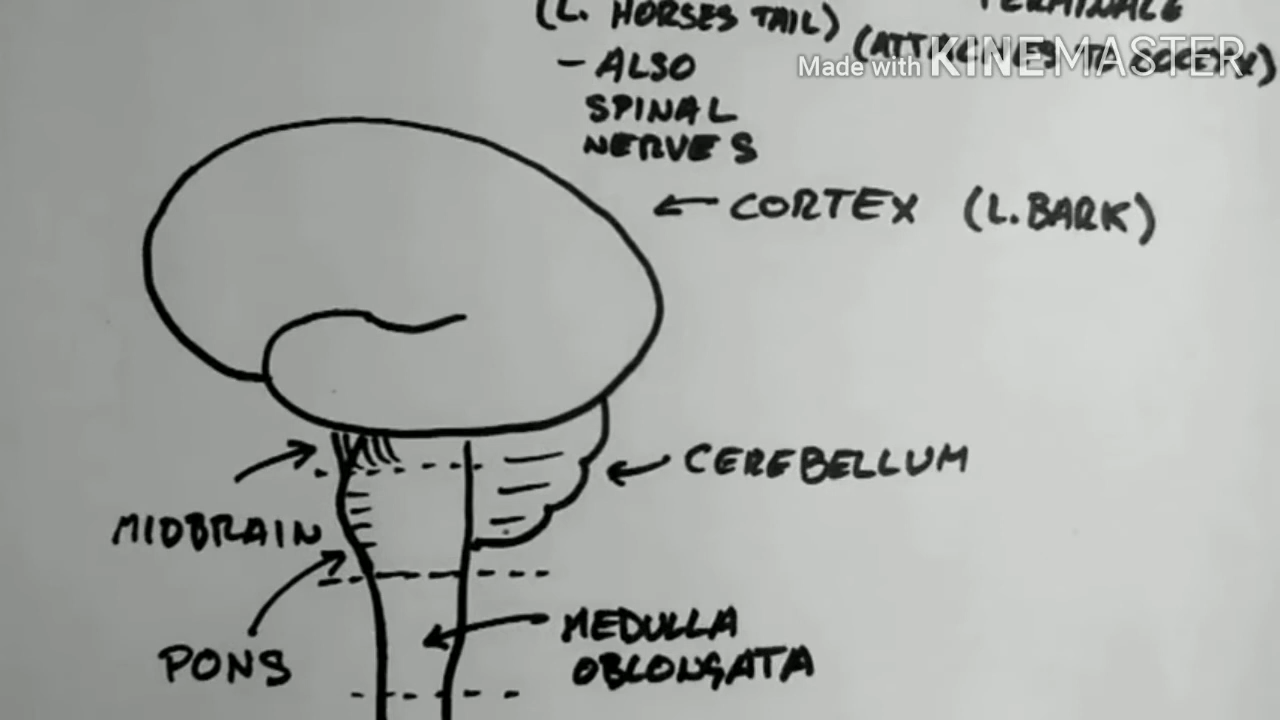 (L. HORSES TAIL)
- ALSO
SPINAL
NERVES
Made with KINEMASTER
← CORTEX (L. BARK)
CEREBELLUM
MIDBRAIN
PONS
MEDULLA
OBLONGATA